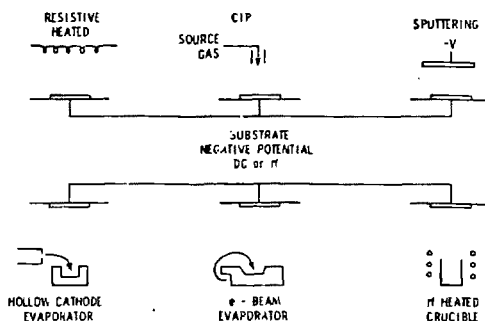 RESISTIVE
HEATED
CIP
SOURCE
GAS
SPUTTERING
-V
SUBSTRATE
NEGATIVE POTENTIAL
DC or rf
HOLLOW CATHODE
EVAPORATOR
e - BEAM
EVAPORATOR
rf HEATED
CRUCIBLE